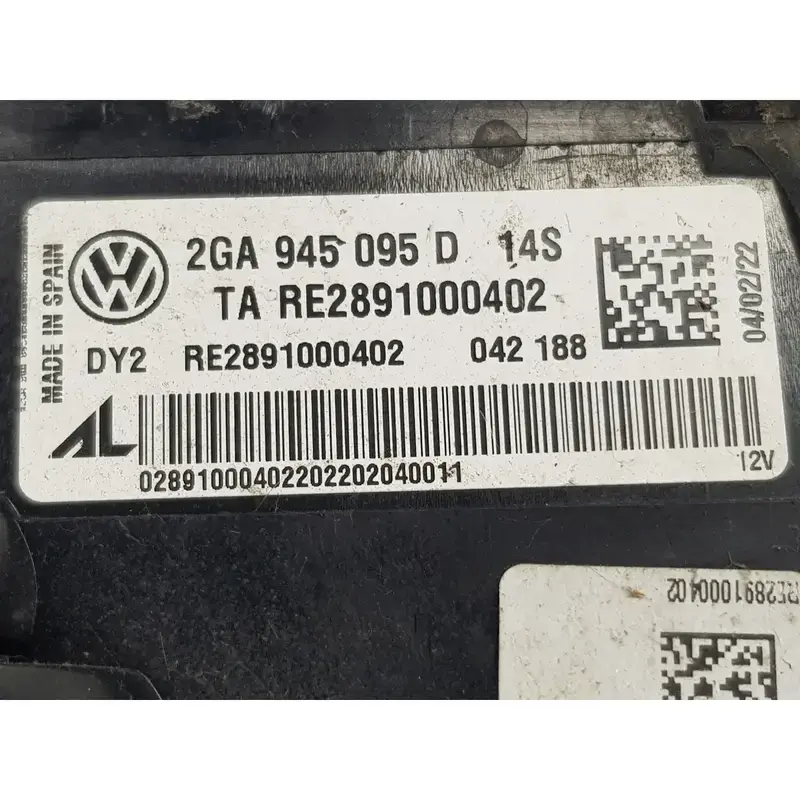 MADE IN SPAIN
2GA 945 095 D 14S
TA RE2891000402
DY2 RE2891000402 042 188
04/02/22
AL
02891000402202202040011
12V
RE2891000402